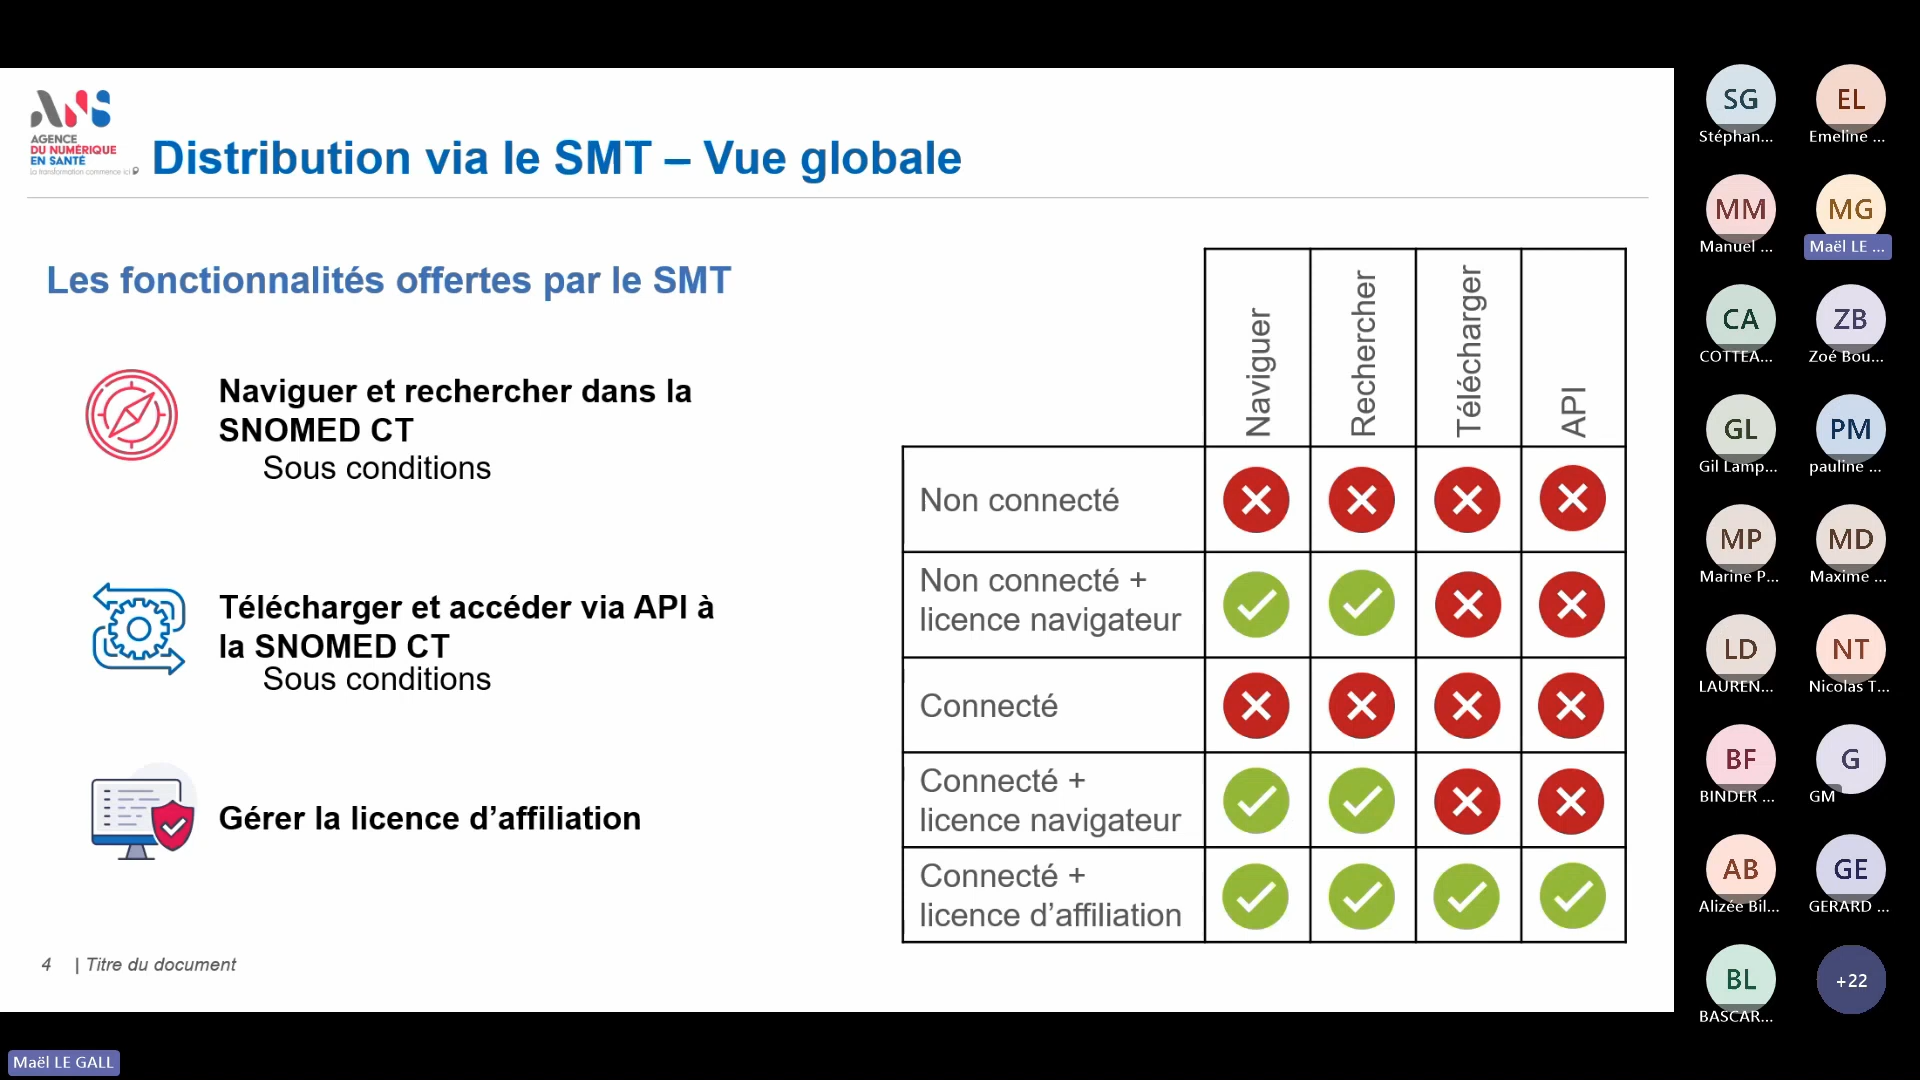 AGENCE
DU NUMÉRIQUE
EN SANTÉ
la transformation commence ici
Distribution via le SMT – Vue globale
Les fonctionnalités offertes par le SMT
Naviguer et rechercher dans la
SNOMED CT
Sous conditions
Télécharger et accéder via API à
la SNOMED CT
Sous conditions
Gérer la licence d’affiliation
Naviguer
Rechercher
Télécharger
API
Non connecté
Non connecté +
licence navigateur
Connecté
Connecté +
licence navigateur
Connecté +
licence d’affiliation
4 | Titre du document
SG
Stéphan...
EL
Emeline ...
MM
Manuel ...
MG
Maël LE ...
CA
COTTEA...
ZB
Zoé Bou...
GL
Gil Lamp...
PM
pauline ...
MP
Marine P...
MD
Maxime ...
LD
LAUREN...
NT
Nicolas T...
BF
BINDER ...
G
GM
AB
Alizée Bil...
GE
GERARD ...
BL
BASCAR...
+22
Maël LE GALL